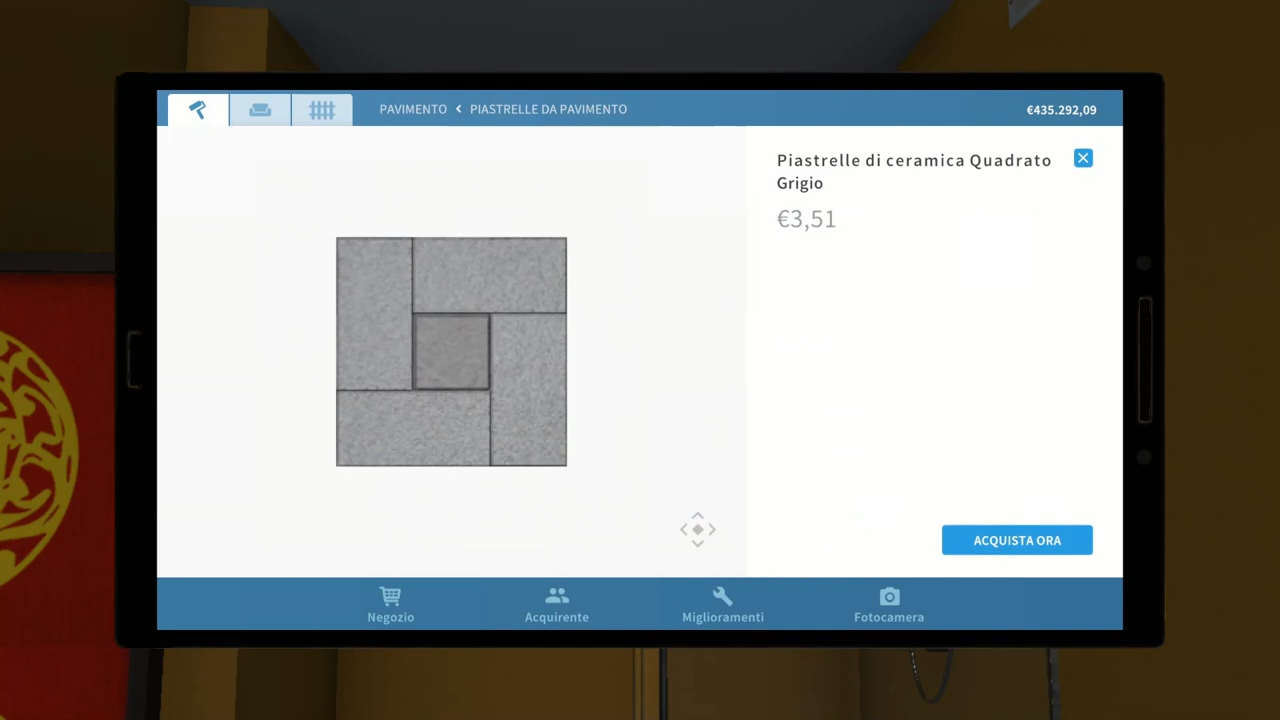 PAVIMENTO < PIASTRELLE DA PAVIMENTO
€435.292,09
Piastrelle di ceramica Quadrato
Grigio
€3,51
ACQUISTA ORA
Negozio
Acquirente
Miglioramenti
Fotocamera